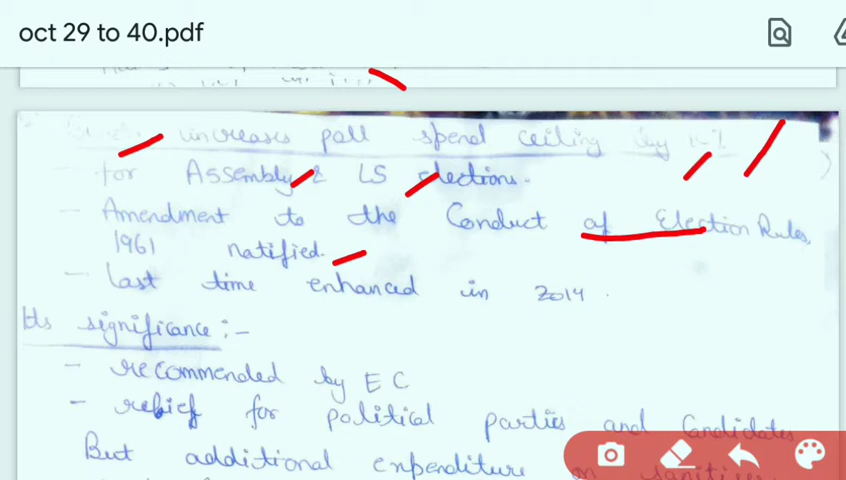 oct 29 to 40.pdf
increases poll spend ceiling by
for Assembly & LS elections.
- Amendment to the Conduct of Election Rules,
1961 notified.
- Last time enhanced in 2014.
Its significance :-
- recommended by EC
- relief for political parties and Candidates
But additional expenditure on